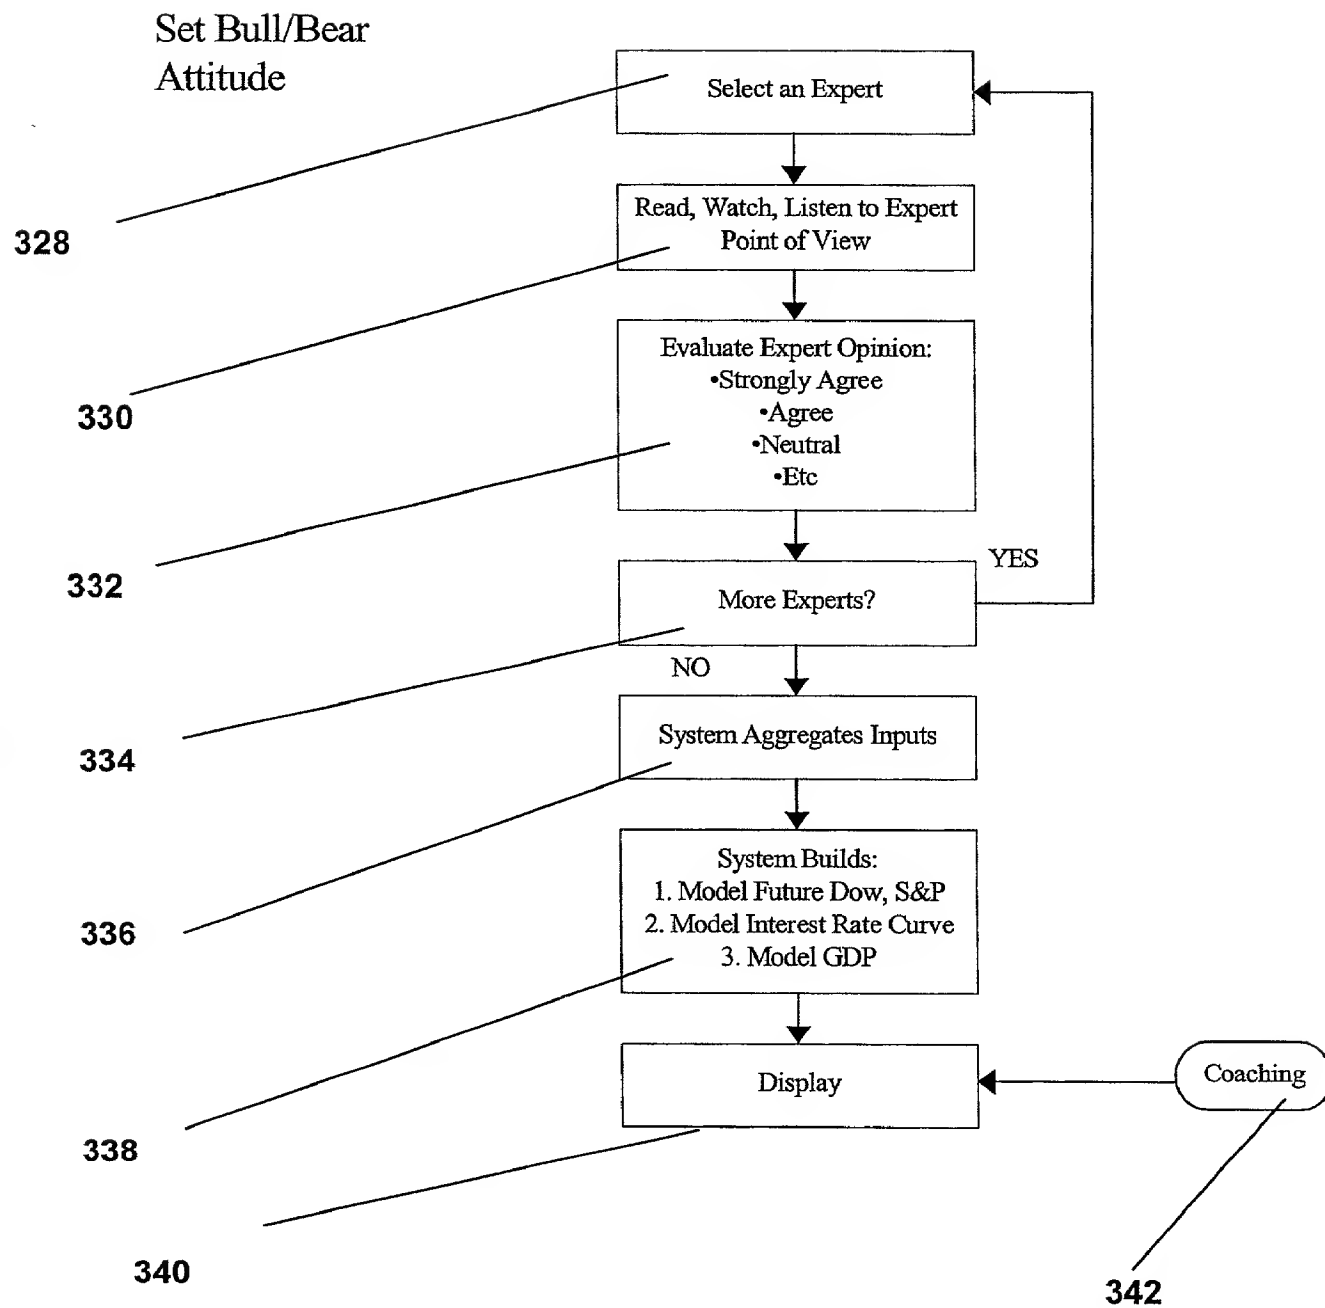 Set Bull/Bear
Attitude
Select an Expert
328
Read, Watch, Listen to Expert
Point of View
330
Evaluate Expert Opinion:
•Strongly Agree
•Agree
•Neutral
•Etc
332
YES
More Experts?
NO
334
System Aggregates Inputs
336
System Builds:
1. Model Future Dow, S&P
2. Model Interest Rate Curve
3. Model GDP
338
Display
Coaching
340
342